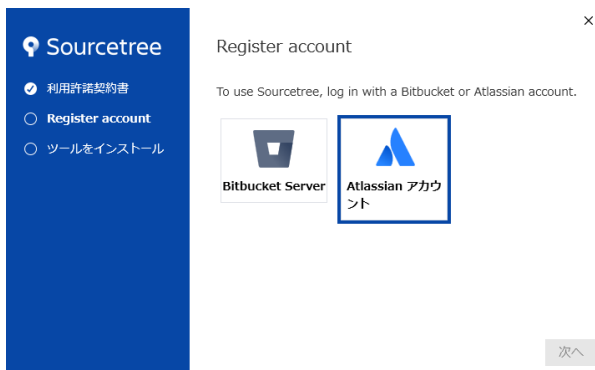 Sourcetree
利用許諾契約書
Register account
ツールをインストール
Register account
To use Sourcetree, log in with a Bitbucket or Atlassian account.
Bitbucket Server
Atlassian アカウ
ント
次へ